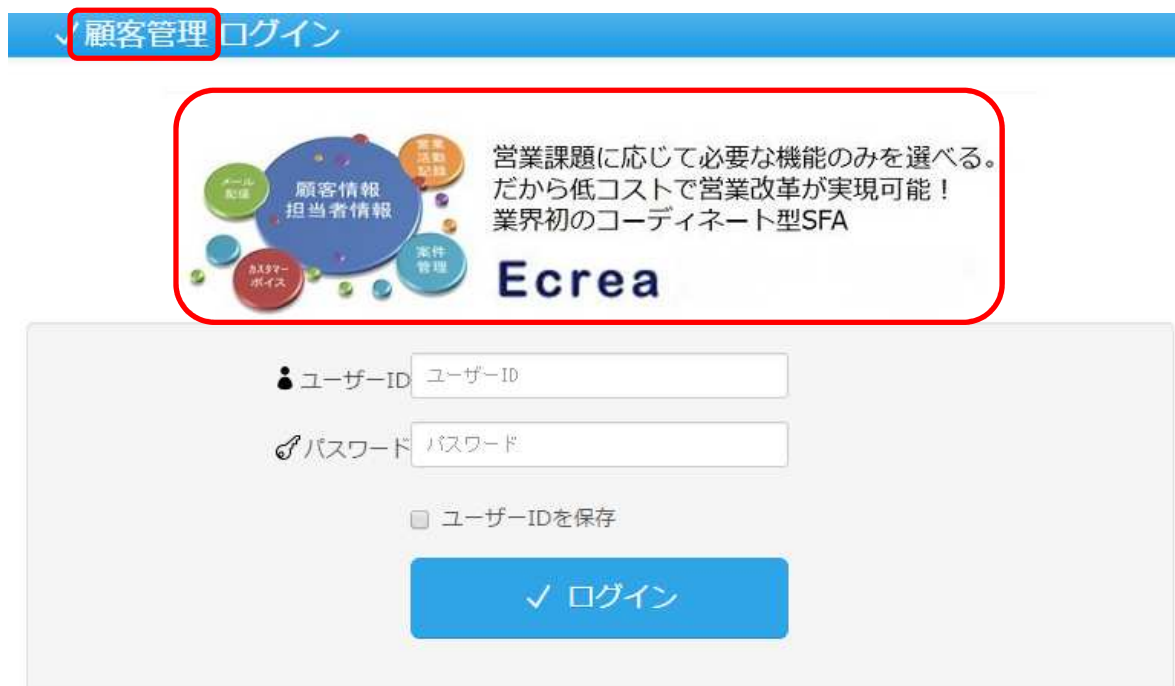 ✓ 顧客管理 ログイン
営業
活動
記録
メール
配信
顧客情報
担当者情報
案件
管理
カスタマー
ボイス
営業課題に応じて必要な機能のみを選べる。
だから低コストで営業改革が実現可能！
業界初のコーディネート型SFA
Ecrea
ユーザーID ユーザーID
パスワード パスワード
ユーザーIDを保存
✓ ログイン